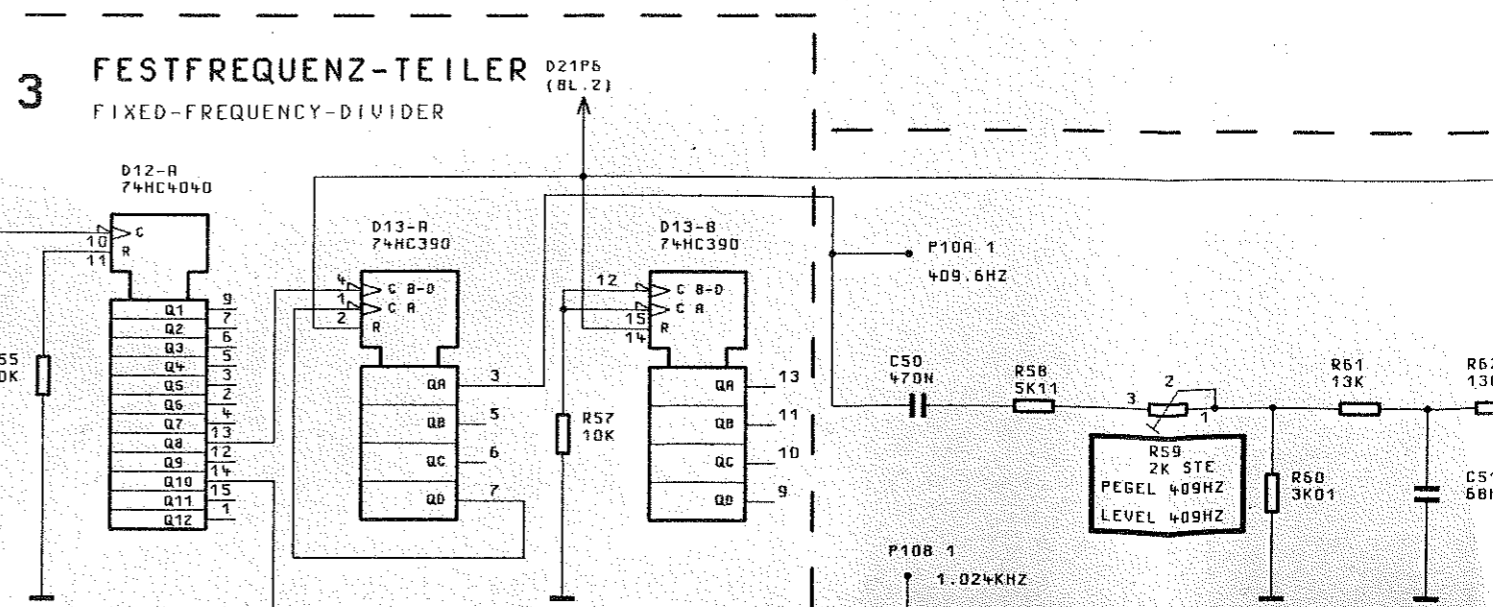 3
FESTFREQUENZ-TEILER
FIXED-FREQUENCY-DIVIDER
D21P6
(BL.2)
D12-A
74HC4040
10
C
11
R
Q1 9
Q2 7
Q3 6
Q4 5
Q5 3
Q6 2
Q7 4
Q8 13
Q9 12
Q10 14
Q11 15
Q12 1
D13-A
74HC390
4 C B-D
1 C A
2 R
QA 3
QB 5
QC 6
QD 7
R57
10K
D13-B
74HC390
12 C B-D
15 C A
14 R
QA 13
QB 11
QC 10
QD 9
P10A 1
409.6HZ
C50
470N
R58
5K11
3 2 1
R59
2K STE
PEGEL 409HZ
LEVEL 409HZ
R60
3K01
R61
13K
P10B 1
1.024KHZ